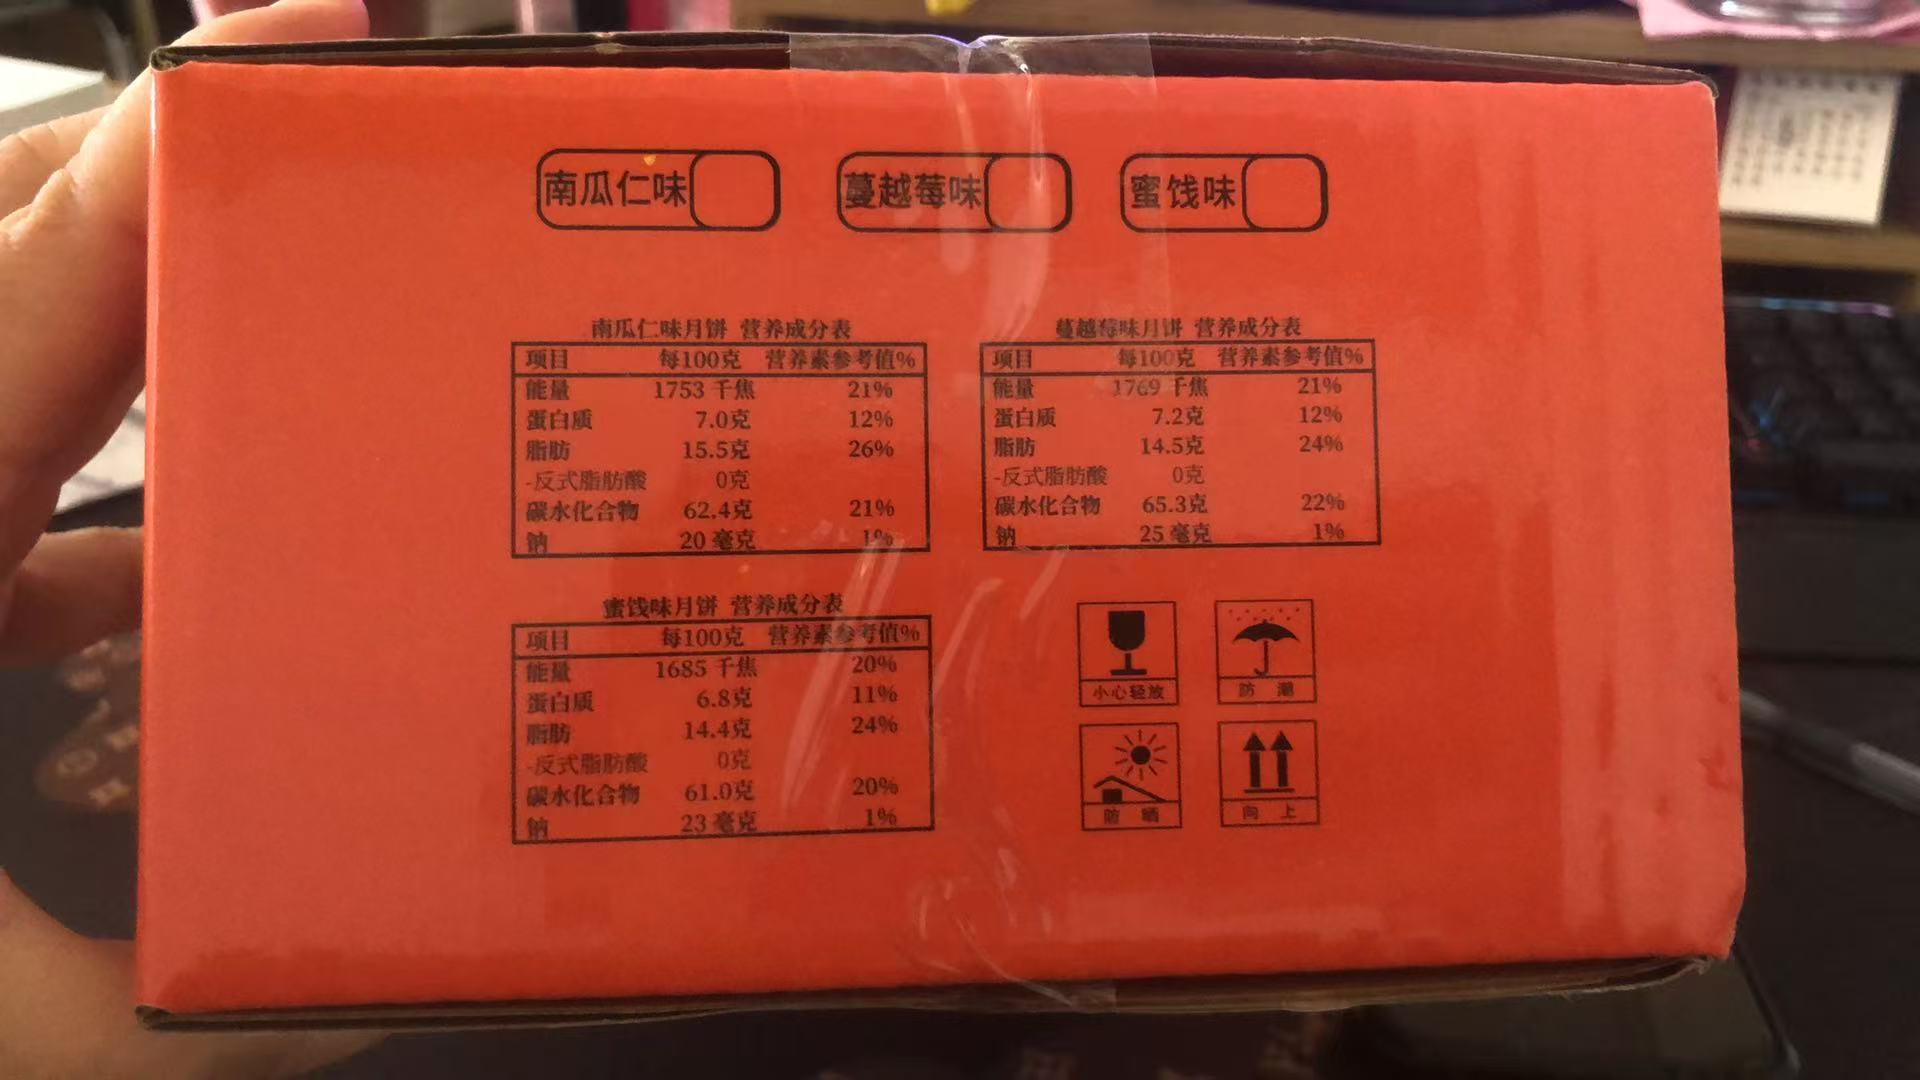 南瓜仁味
蔓越莓味
蜜饯味
南瓜仁味月饼 营养成分表
项目 每100克 营养素参考值%
能量 1753 千焦 21%
蛋白质 7.0克 12%
脂肪 15.5克 26%
-反式脂肪酸 0克
碳水化合物 62.4克 21%
钠 20 毫克 1%
蔓越莓味月饼 营养成分表
项目 每100克 营养素参考值%
能量 1769 千焦 21%
蛋白质 7.2克 12%
脂肪 14.5克 24%
-反式脂肪酸 0克
碳水化合物 65.3克 22%
钠 25 毫克 1%
蜜饯味月饼 营养成分表
项目 每100克 营养素参考值%
能量 1685 千焦 20%
蛋白质 6.8克 11%
脂肪 14.4克 24%
-反式脂肪酸 0克
碳水化合物 61.0克 20%
钠 23 毫克 1%
小心轻放
防 潮
防 晒
向 上